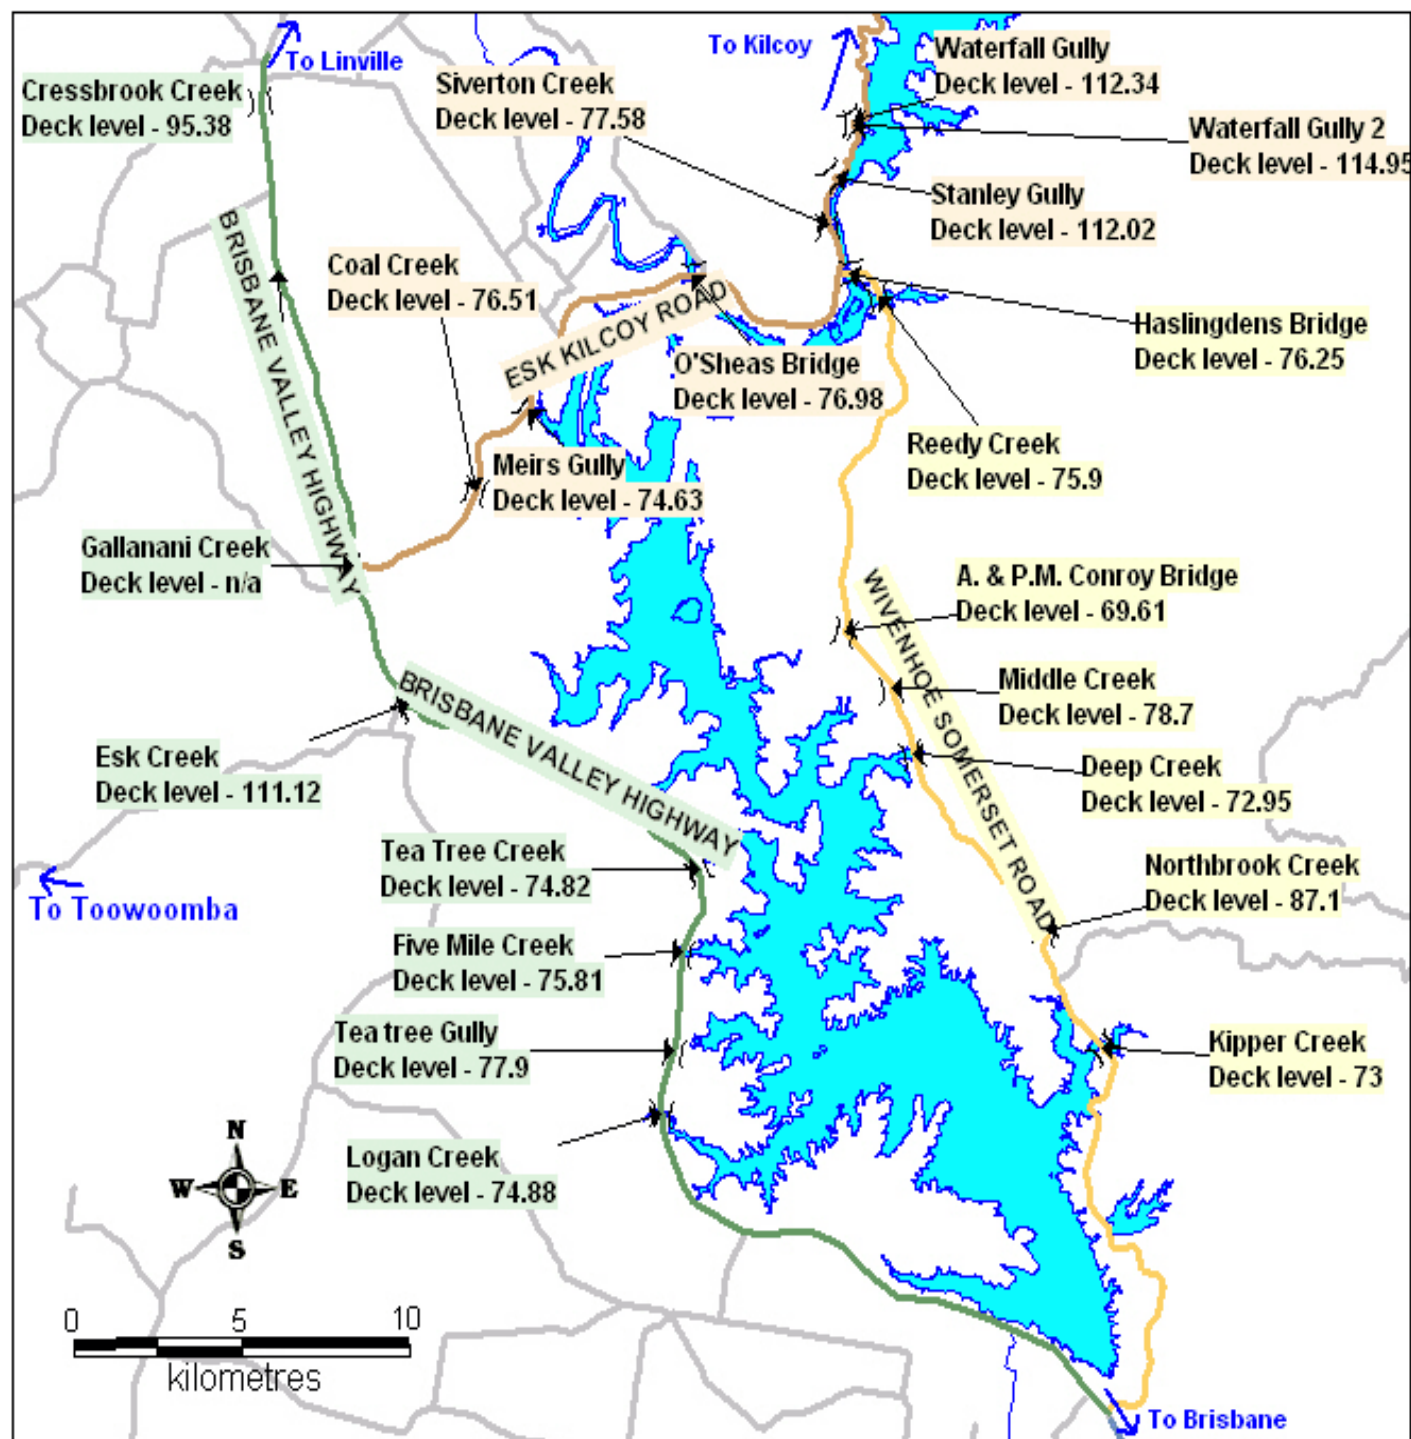 To Linville
To Kilcoy
Waterfall Gully
Deck level - 112.34
Cressbrook Creek
Deck level - 95.38
Siverton Creek
Deck level - 77.58
Waterfall Gully 2
Deck level - 114.95
Stanley Gully
Deck level - 112.02
BRISBANE VALLEY HIGHWAY
Coal Creek
Deck level - 76.51
ESK KILCOY ROAD
Haslingdens Bridge
Deck level - 76.25
O'Sheas Bridge
Deck level - 76.98
Reedy Creek
Deck level - 75.9
Meirs Gully
Deck level - 74.63
Gallanani Creek
Deck level - n/a
A. & P.M. Conroy Bridge
Deck level - 69.61
WIVENHOE SOMERSET ROAD
Middle Creek
Deck level - 78.7
BRISBANE VALLEY HIGHWAY
Esk Creek
Deck level - 111.12
Deep Creek
Deck level - 72.95
Tea Tree Creek
Deck level - 74.82
Northbrook Creek
Deck level - 87.1
To Toowoomba
Five Mile Creek
Deck level - 75.81
Tea tree Gully
Deck level - 77.9
Kipper Creek
Deck level - 73
Logan Creek
Deck level - 74.88
N
W E
S
0 5 10
kilometres
To Brisbane